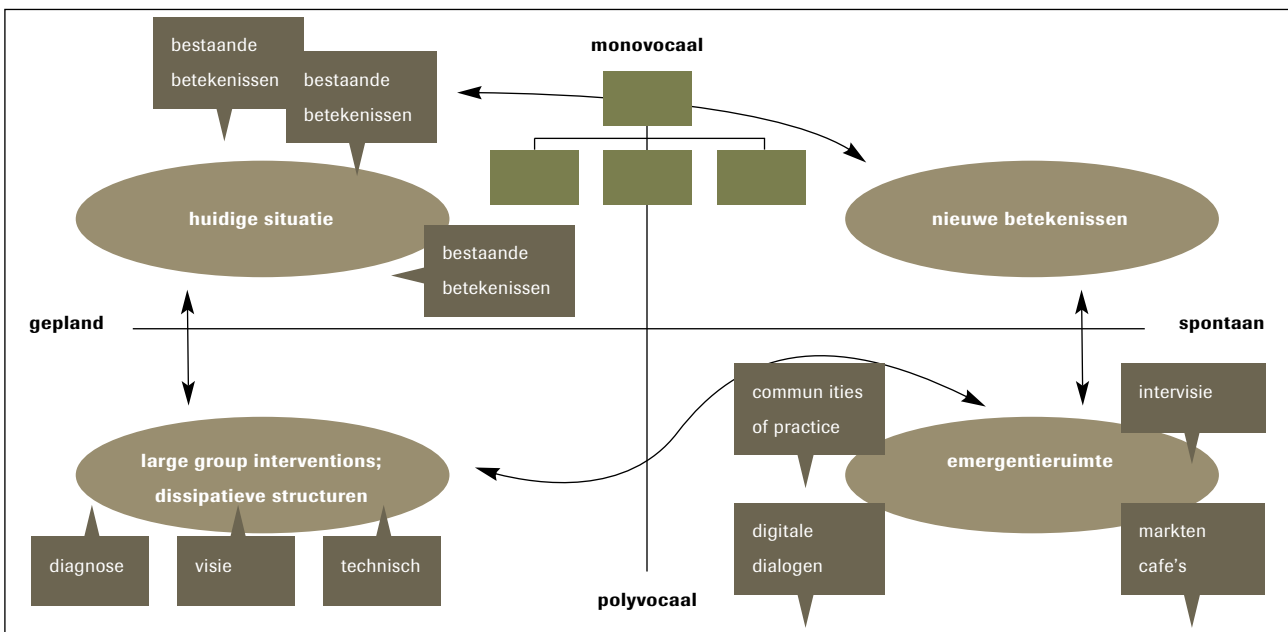 bestaande
betekenissen
bestaande
betekenissen
monovocaal
huidige situatie
nieuwe betekenissen
bestaande
betekenissen
gepland
spontaan
commun ities
of practice
intervisie
large group interventions;
dissipatieve structuren
emergentieruimte
diagnose
visie
technisch
digitale
dialogen
markten
cafe's
polyvocaal